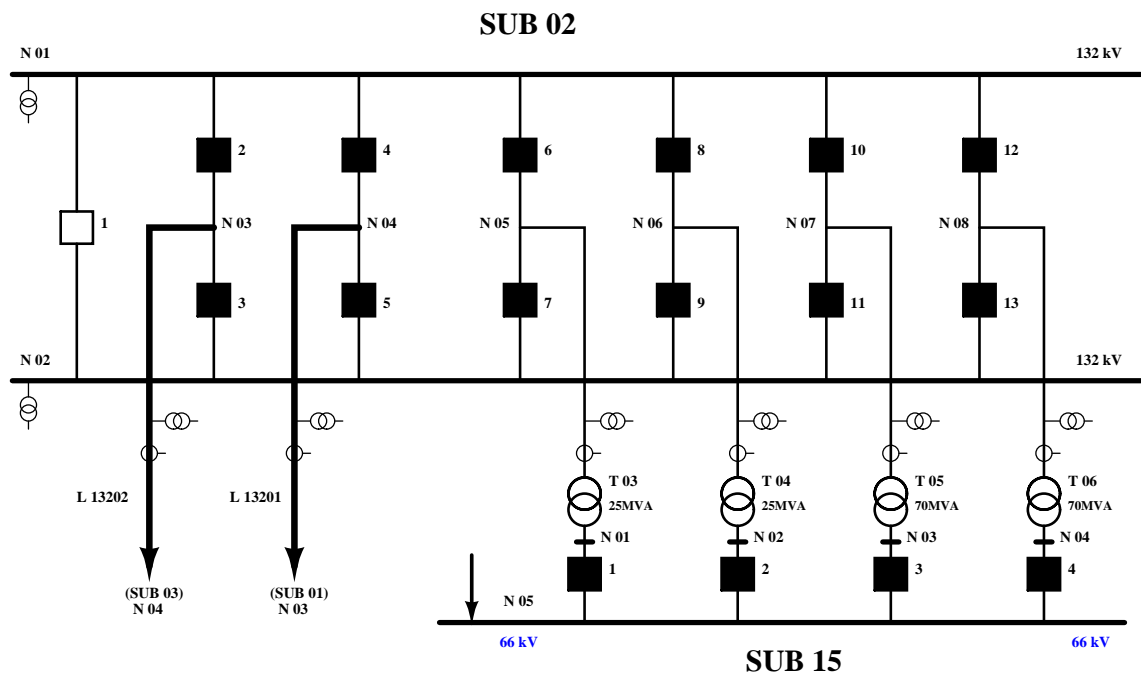 SUB 02
N 01
132 kV
2
4
6
8
10
12
1
N 03
N 04
N 05
N 06
N 07
N 08
3
5
7
9
11
13
N 02
132 kV
L 13202
L 13201
T 03
25MVA
T 04
25MVA
T 05
70MVA
T 06
70MVA
N 01
N 02
N 03
N 04
1
2
3
4
(SUB 03)
N 04
(SUB 01)
N 03
N 05
66 kV
66 kV
SUB 15